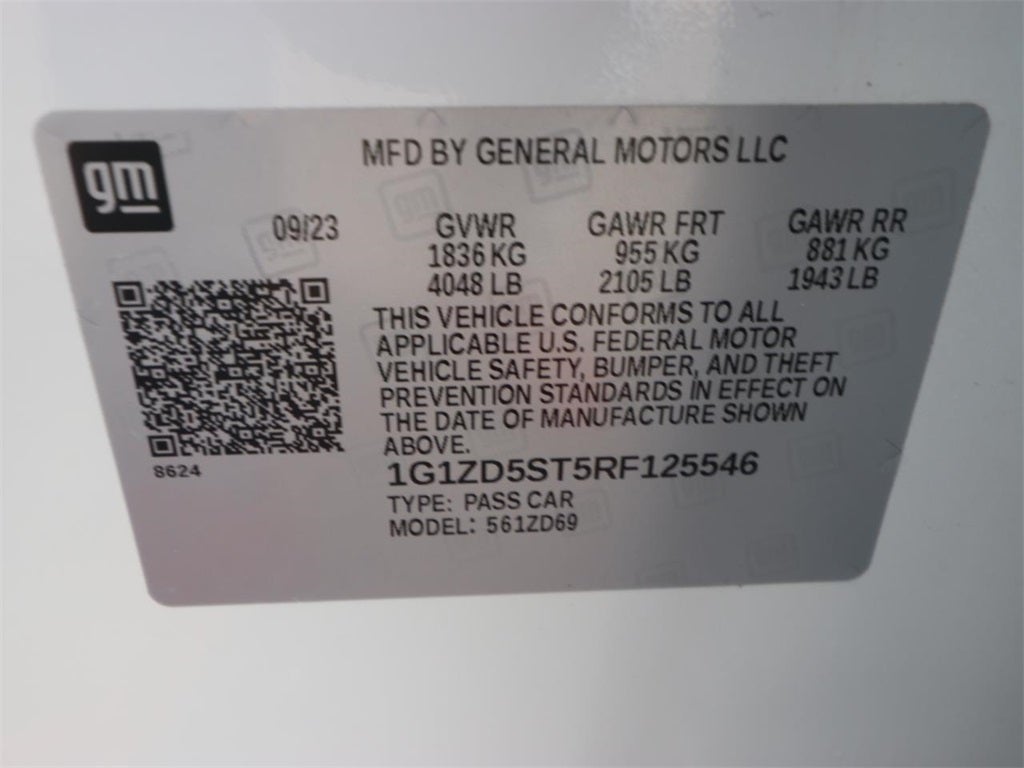 gm
MFD BY GENERAL MOTORS LLC
09/23 GVWR GAWR FRT GAWR RR
1836 KG 955 KG 881 KG
4048 LB 2105 LB 1943 LB
THIS VEHICLE CONFORMS TO ALL
APPLICABLE U.S. FEDERAL MOTOR
VEHICLE SAFETY, BUMPER, AND THEFT
PREVENTION STANDARDS IN EFFECT ON
THE DATE OF MANUFACTURE SHOWN
ABOVE.
8624
1G1ZD5ST5RF125546
TYPE: PASS CAR
MODEL: 561ZD69